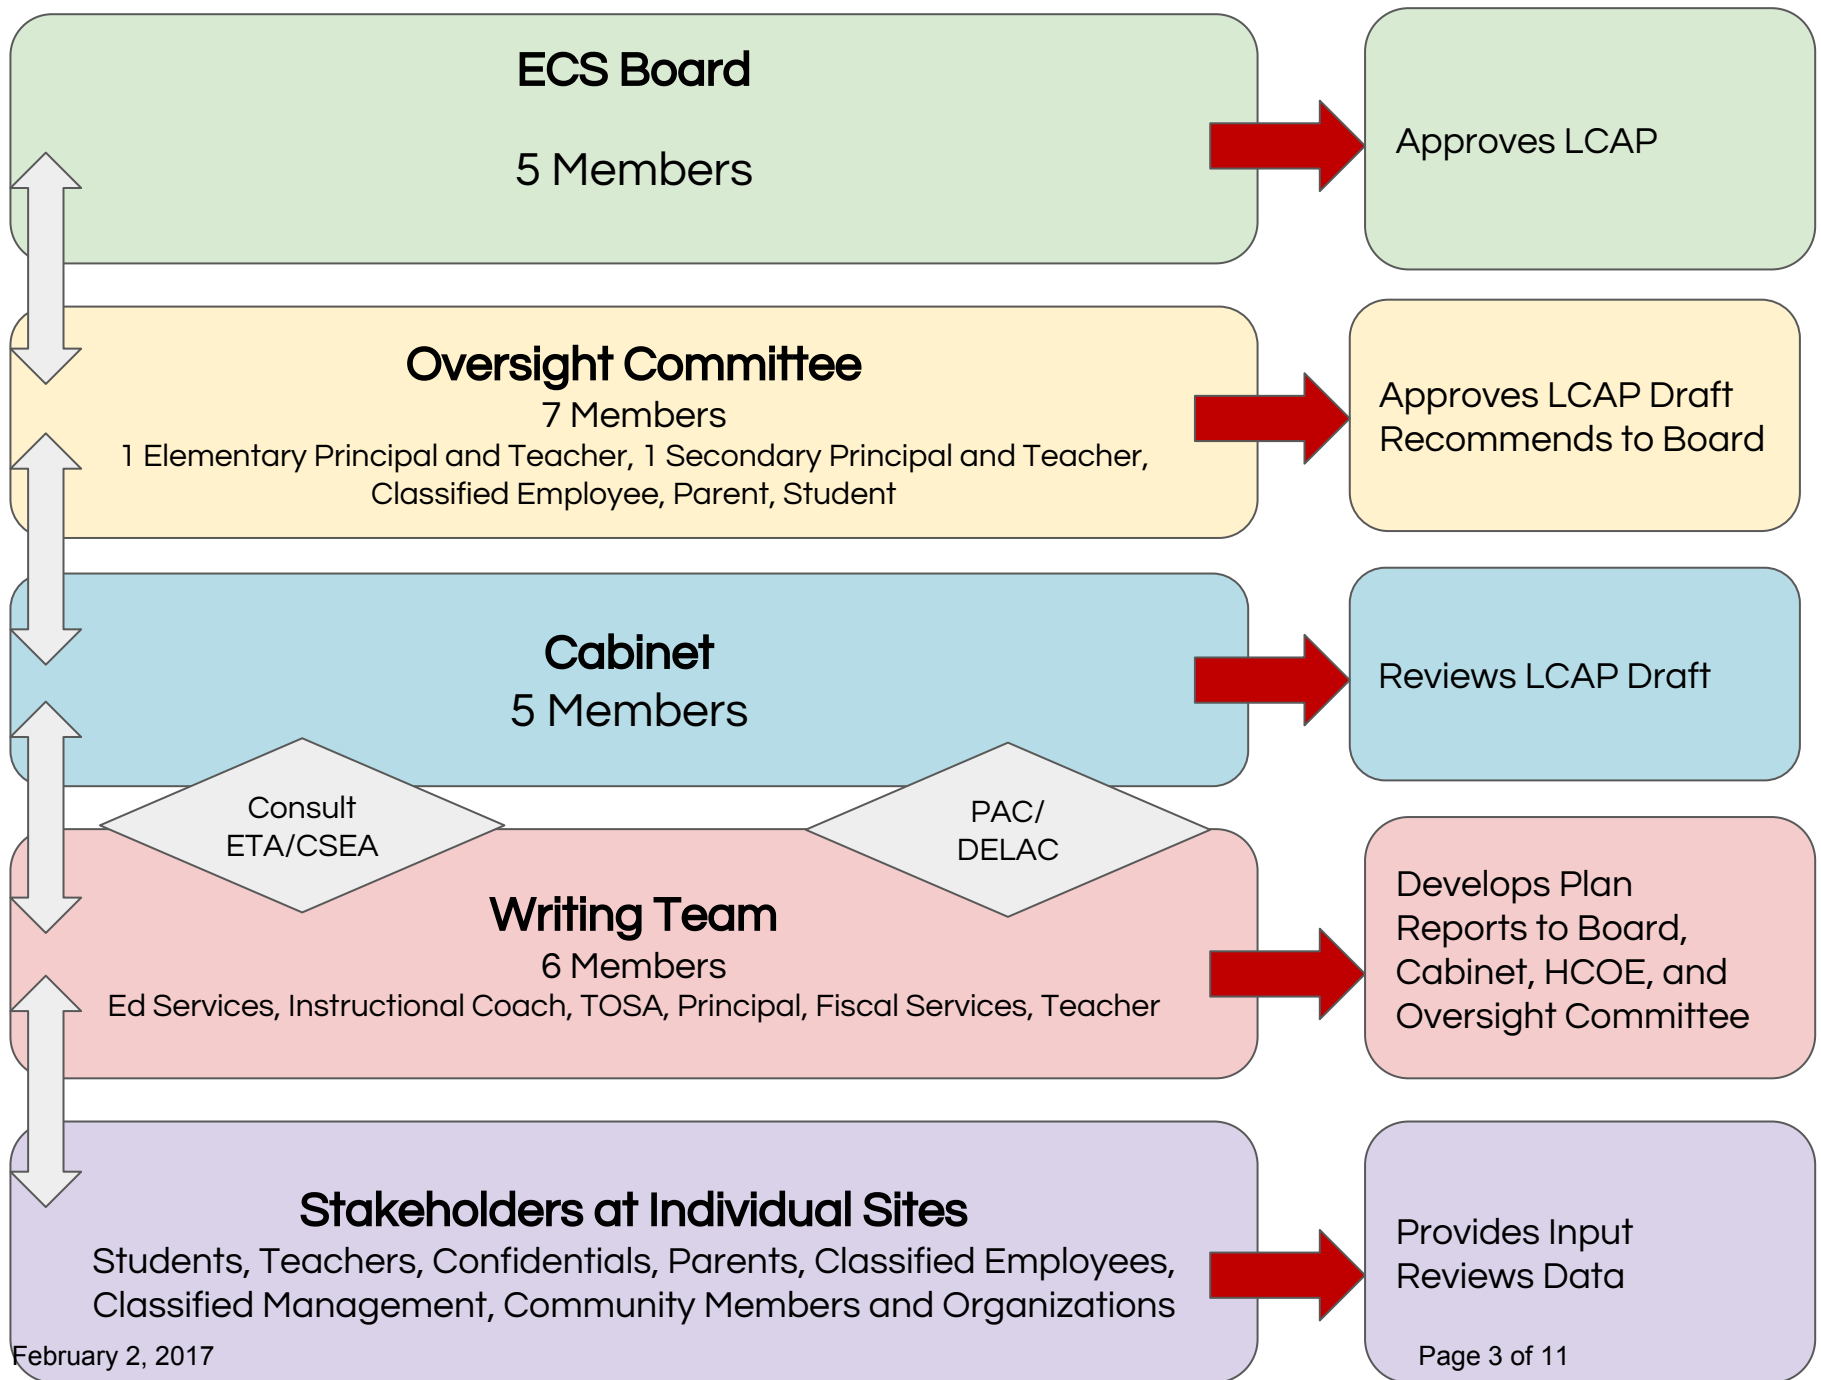 ECS Board
5 Members
Approves LCAP
Oversight Committee
7 Members
1 Elementary Principal and Teacher, 1 Secondary Principal and Teacher,
Classified Employee, Parent, Student
Approves LCAP Draft
Recommends to Board
Cabinet
5 Members
Reviews LCAP Draft
Consult
ETA/CSEA
PAC/
DELAC
Writing Team
6 Members
Ed Services, Instructional Coach, TOSA, Principal, Fiscal Services, Teacher
Develops Plan
Reports to Board,
Cabinet, HCOE, and
Oversight Committee
Stakeholders at Individual Sites
Students, Teachers, Confidentials, Parents, Classified Employees,
Classified Management, Community Members and Organizations
Provides Input
Reviews Data
February 2, 2017
Page 3 of 11